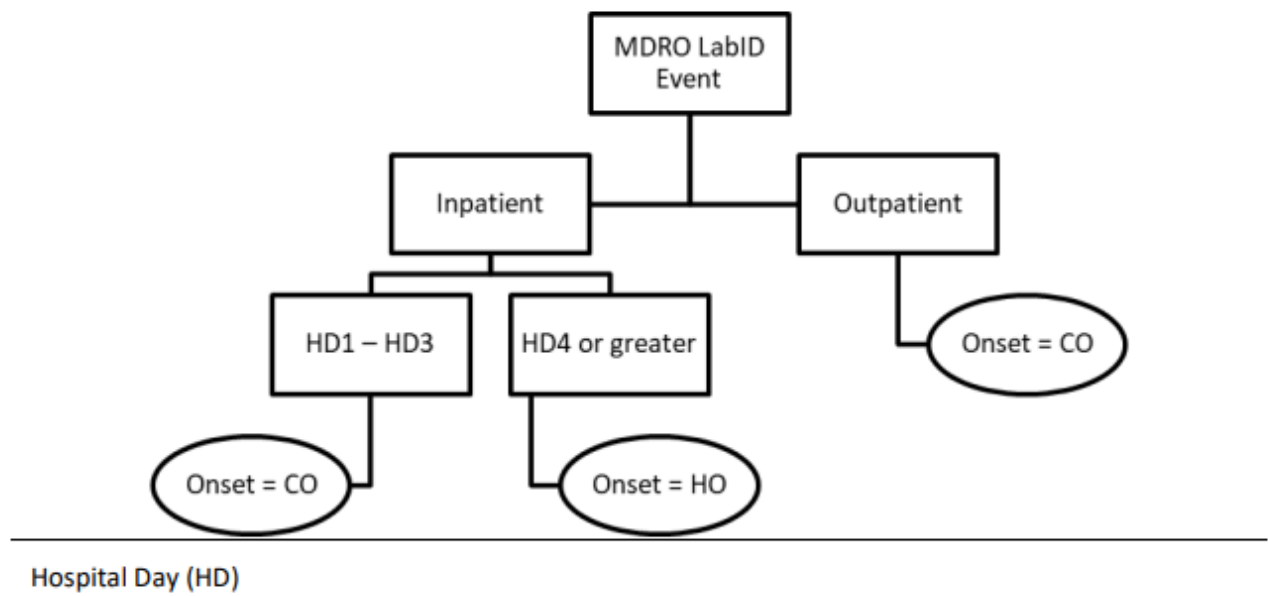 MDRO LabID
Event
Inpatient
Outpatient
HD1 – HD3
HD4 or greater
Onset = CO
Onset = CO
Onset = HO
Hospital Day (HD)